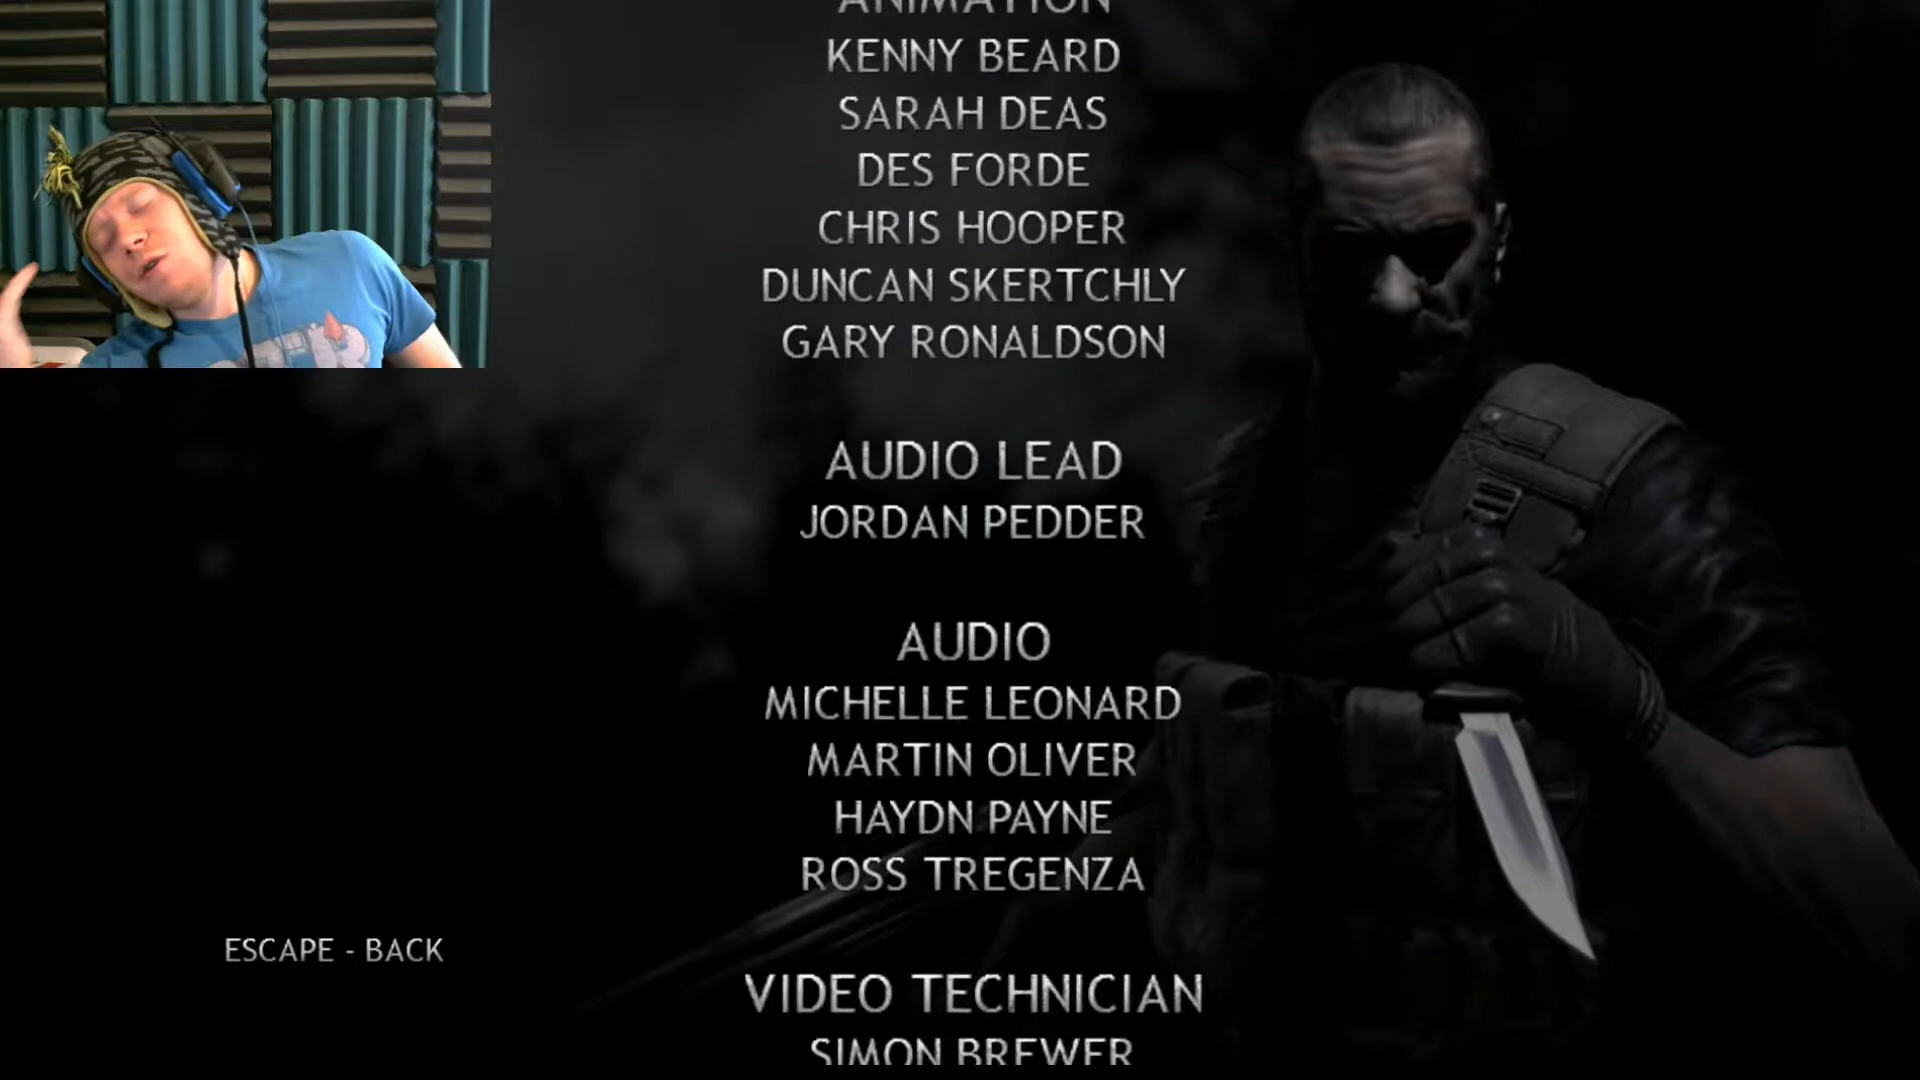 ANIMATION
KENNY BEARD
SARAH DEAS
DES FORDE
CHRIS HOOPER
DUNCAN SKERTCHLY
GARY RONALDSON
AUDIO LEAD
JORDAN PEDDER
AUDIO
MICHELLE LEONARD
MARTIN OLIVER
HAYDN PAYNE
ROSS TREGENZA
ESCAPE - BACK
VIDEO TECHNICIAN
SIMON BREWER